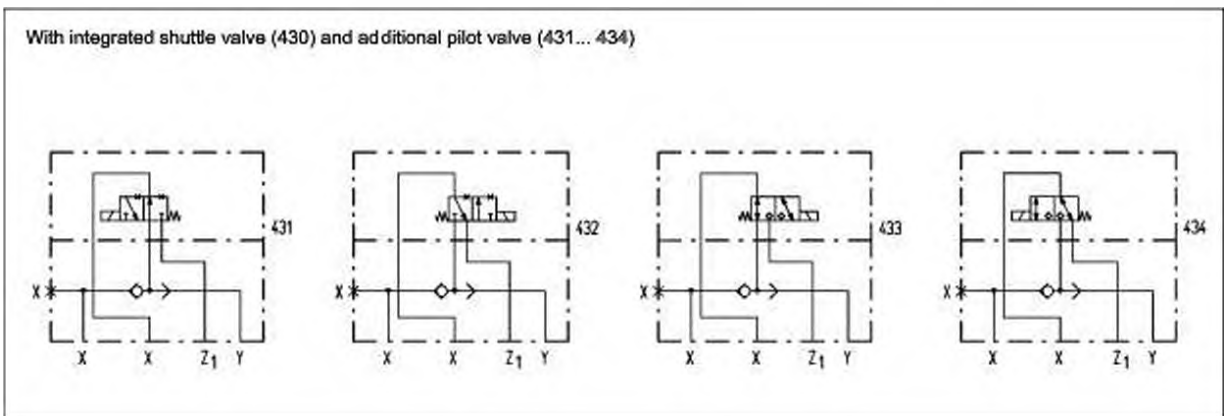 With integrated shuttle valve (430) and additional pilot valve (431... 434)
431
432
433
434
X
X
X
X
X X Z1 Y
X X Z1 Y
X X Z1 Y
X X Z1 Y